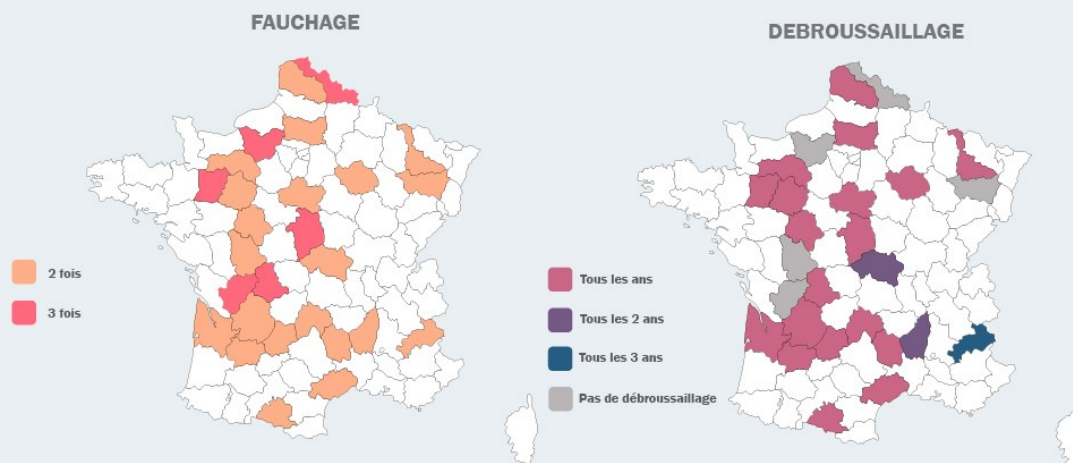 FAUCHAGE
2 fois
3 fois
DEBROUSSAILLAGE
Tous les ans
Tous les 2 ans
Tous les 3 ans
Pas de débroussaillage